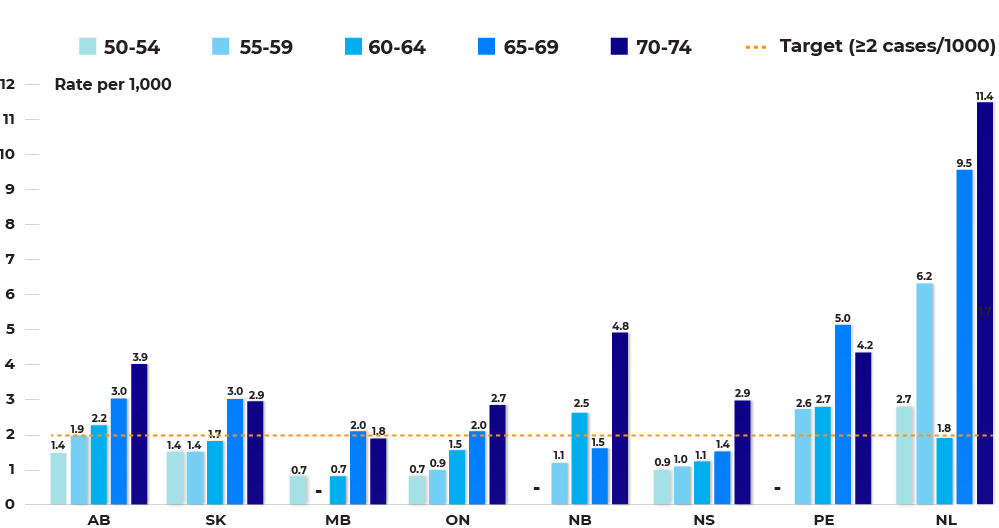 50-54 55-59 60-64 65-69 70-74 Target (≥2 cases/1000)
Rate per 1,000
12
11
10
9
8
7
6
5
4
3
2
1
0
1.4 1.9 2.2 3.0 3.9
1.4 1.4 1.7 3.0 2.9
0.7 - 0.7 2.0 1.8
0.7 0.9 1.5 2.0 2.7
- 1.1 2.5 1.5 4.8
0.9 1.0 1.1 1.4 2.9
- 2.6 2.7 5.0 4.2
2.7 6.2 1.8 9.5 11.4
AB SK MB ON NB NS PE NL